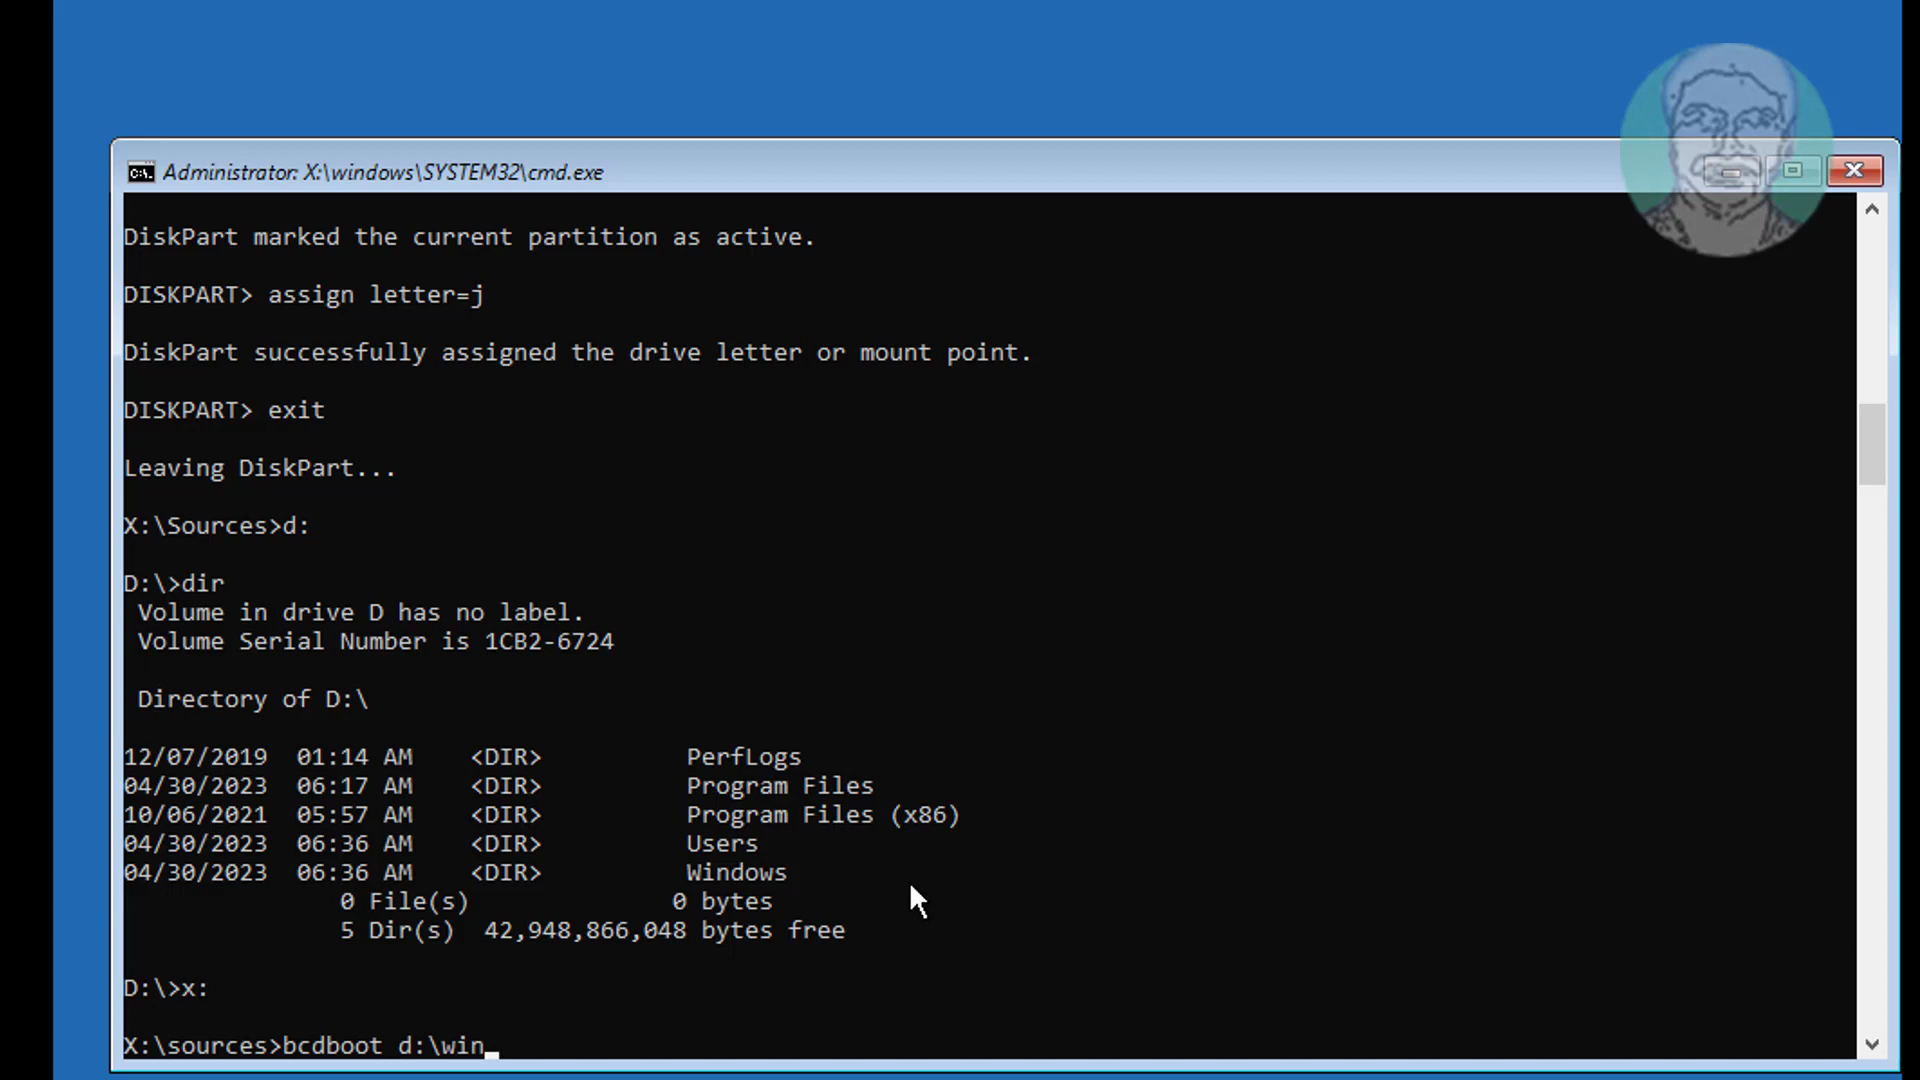 Administrator: X:\windows\SYSTEM32\cmd.exe
DiskPart marked the current partition as active.
DISKPART> assign letter=j
DiskPart successfully assigned the drive letter or mount point.
DISKPART> exit
Leaving DiskPart...
X:\Sources>d:
D:\>dir
Volume in drive D has no label.
Volume Serial Number is 1CB2-6724
Directory of D:\
12/07/2019  01:14 AM    <DIR>          PerfLogs
04/30/2023  06:17 AM    <DIR>          Program Files
10/06/2021  05:57 AM    <DIR>          Program Files (x86)
04/30/2023  06:36 AM    <DIR>          Users
04/30/2023  06:36 AM    <DIR>          Windows
0 File(s)              0 bytes
5 Dir(s)  42,948,866,048 bytes free
D:\>x:
X:\sources>bcdboot d:\win_